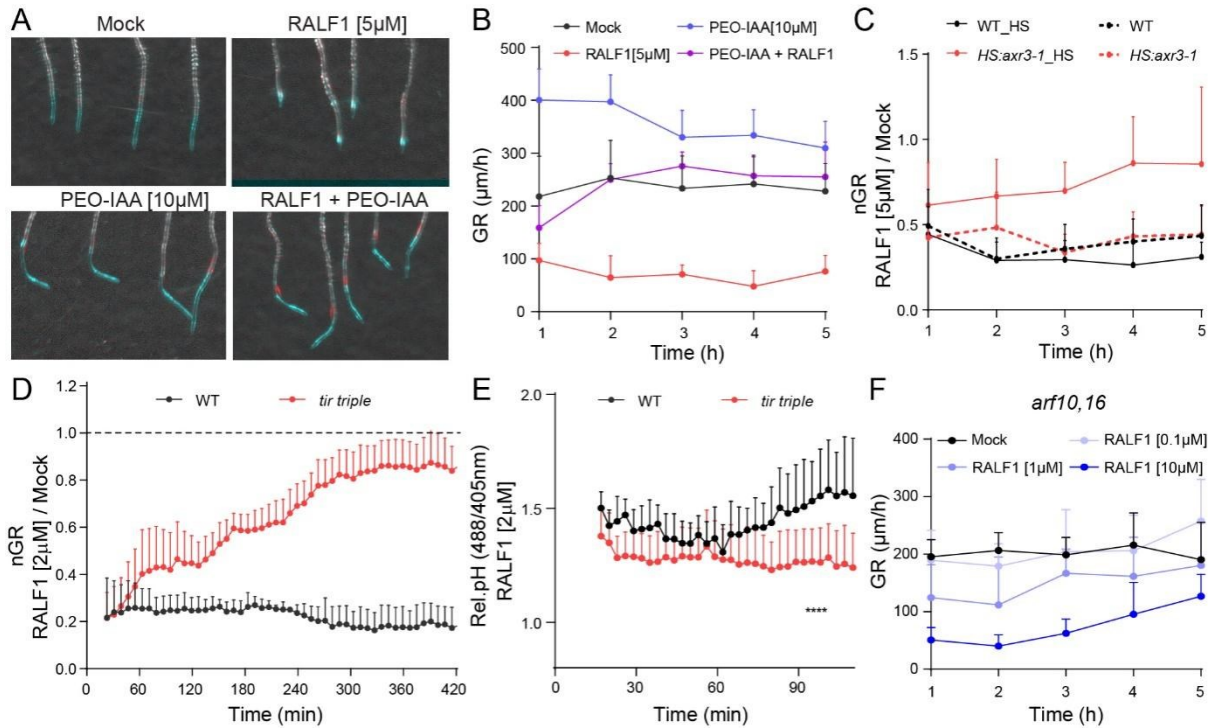 A
Mock
RALF1 [5µM]
PEO-IAA [10µM]
RALF1 + PEO-IAA
B
Mock
PEO-IAA[10µM]
RALF1[5µM]
PEO-IAA + RALF1
500
400
300
200
100
0
GR (µm/h)
1 2 3 4 5
Time (h)
C
WT_HS
WT
HS:axr3-1_HS
HS:axr3-1
1.5
1.0
0.5
0.0
nGR
RALF1 [5µM] / Mock
1 2 3 4 5
Time (h)
D
WT
tir triple
1.2
1.0
0.8
0.6
0.4
0.2
0.0
nGR
RALF1 [2µM] / Mock
0 60 120 180 240 300 360 420
Time (min)
E
WT
tir triple
2.0
1.5
1.0
Rel.pH (488/405nm)
RALF1 [2µM]
****
0 30 60 90
Time (min)
F
arf10,16
Mock
RALF1 [0.1µM]
RALF1 [1µM]
RALF1 [10µM]
400
300
200
100
0
GR (µm/h)
1 2 3 4 5
Time (h)